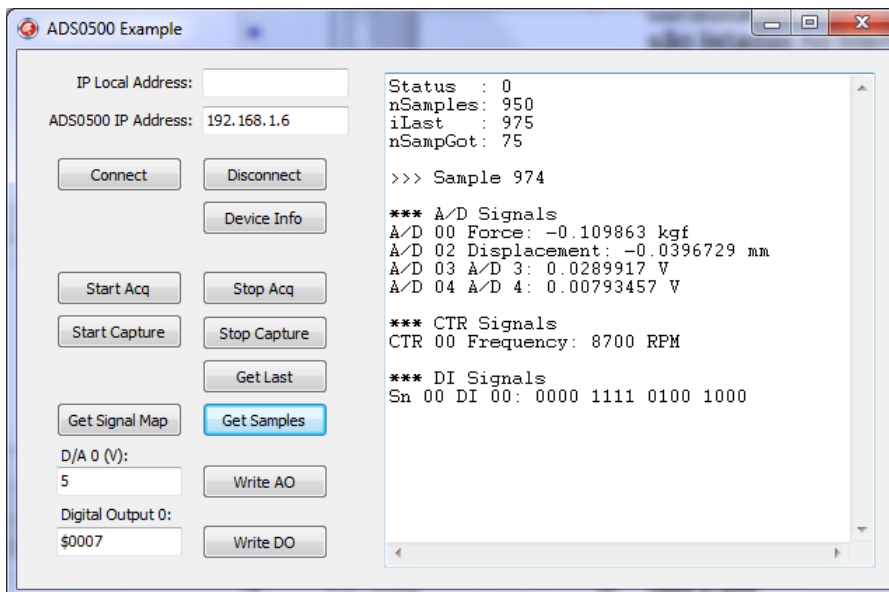 ADS0500 Example
IP Local Address:
ADS0500 IP Address: 192.168.1.6
Connect Disconnect
Device Info
Start Acq Stop Acq
Start Capture Stop Capture
Get Last
Get Signal Map Get Samples
D/A 0 (V):
5 Write AO
Digital Output 0:
$0007 Write DO
Status : 0
nSamples: 950
iLast : 975
nSampGot: 75
>>> Sample 974
*** A/D Signals
A/D 00 Force: -0.109863 kgf
A/D 02 Displacement: -0.0396729 mm
A/D 03 A/D 3: 0.0289917 V
A/D 04 A/D 4: 0.00793457 V
*** CTR Signals
CTR 00 Frequency: 8700 RPM
*** DI Signals
Sn 00 DI 00: 0000 1111 0100 1000